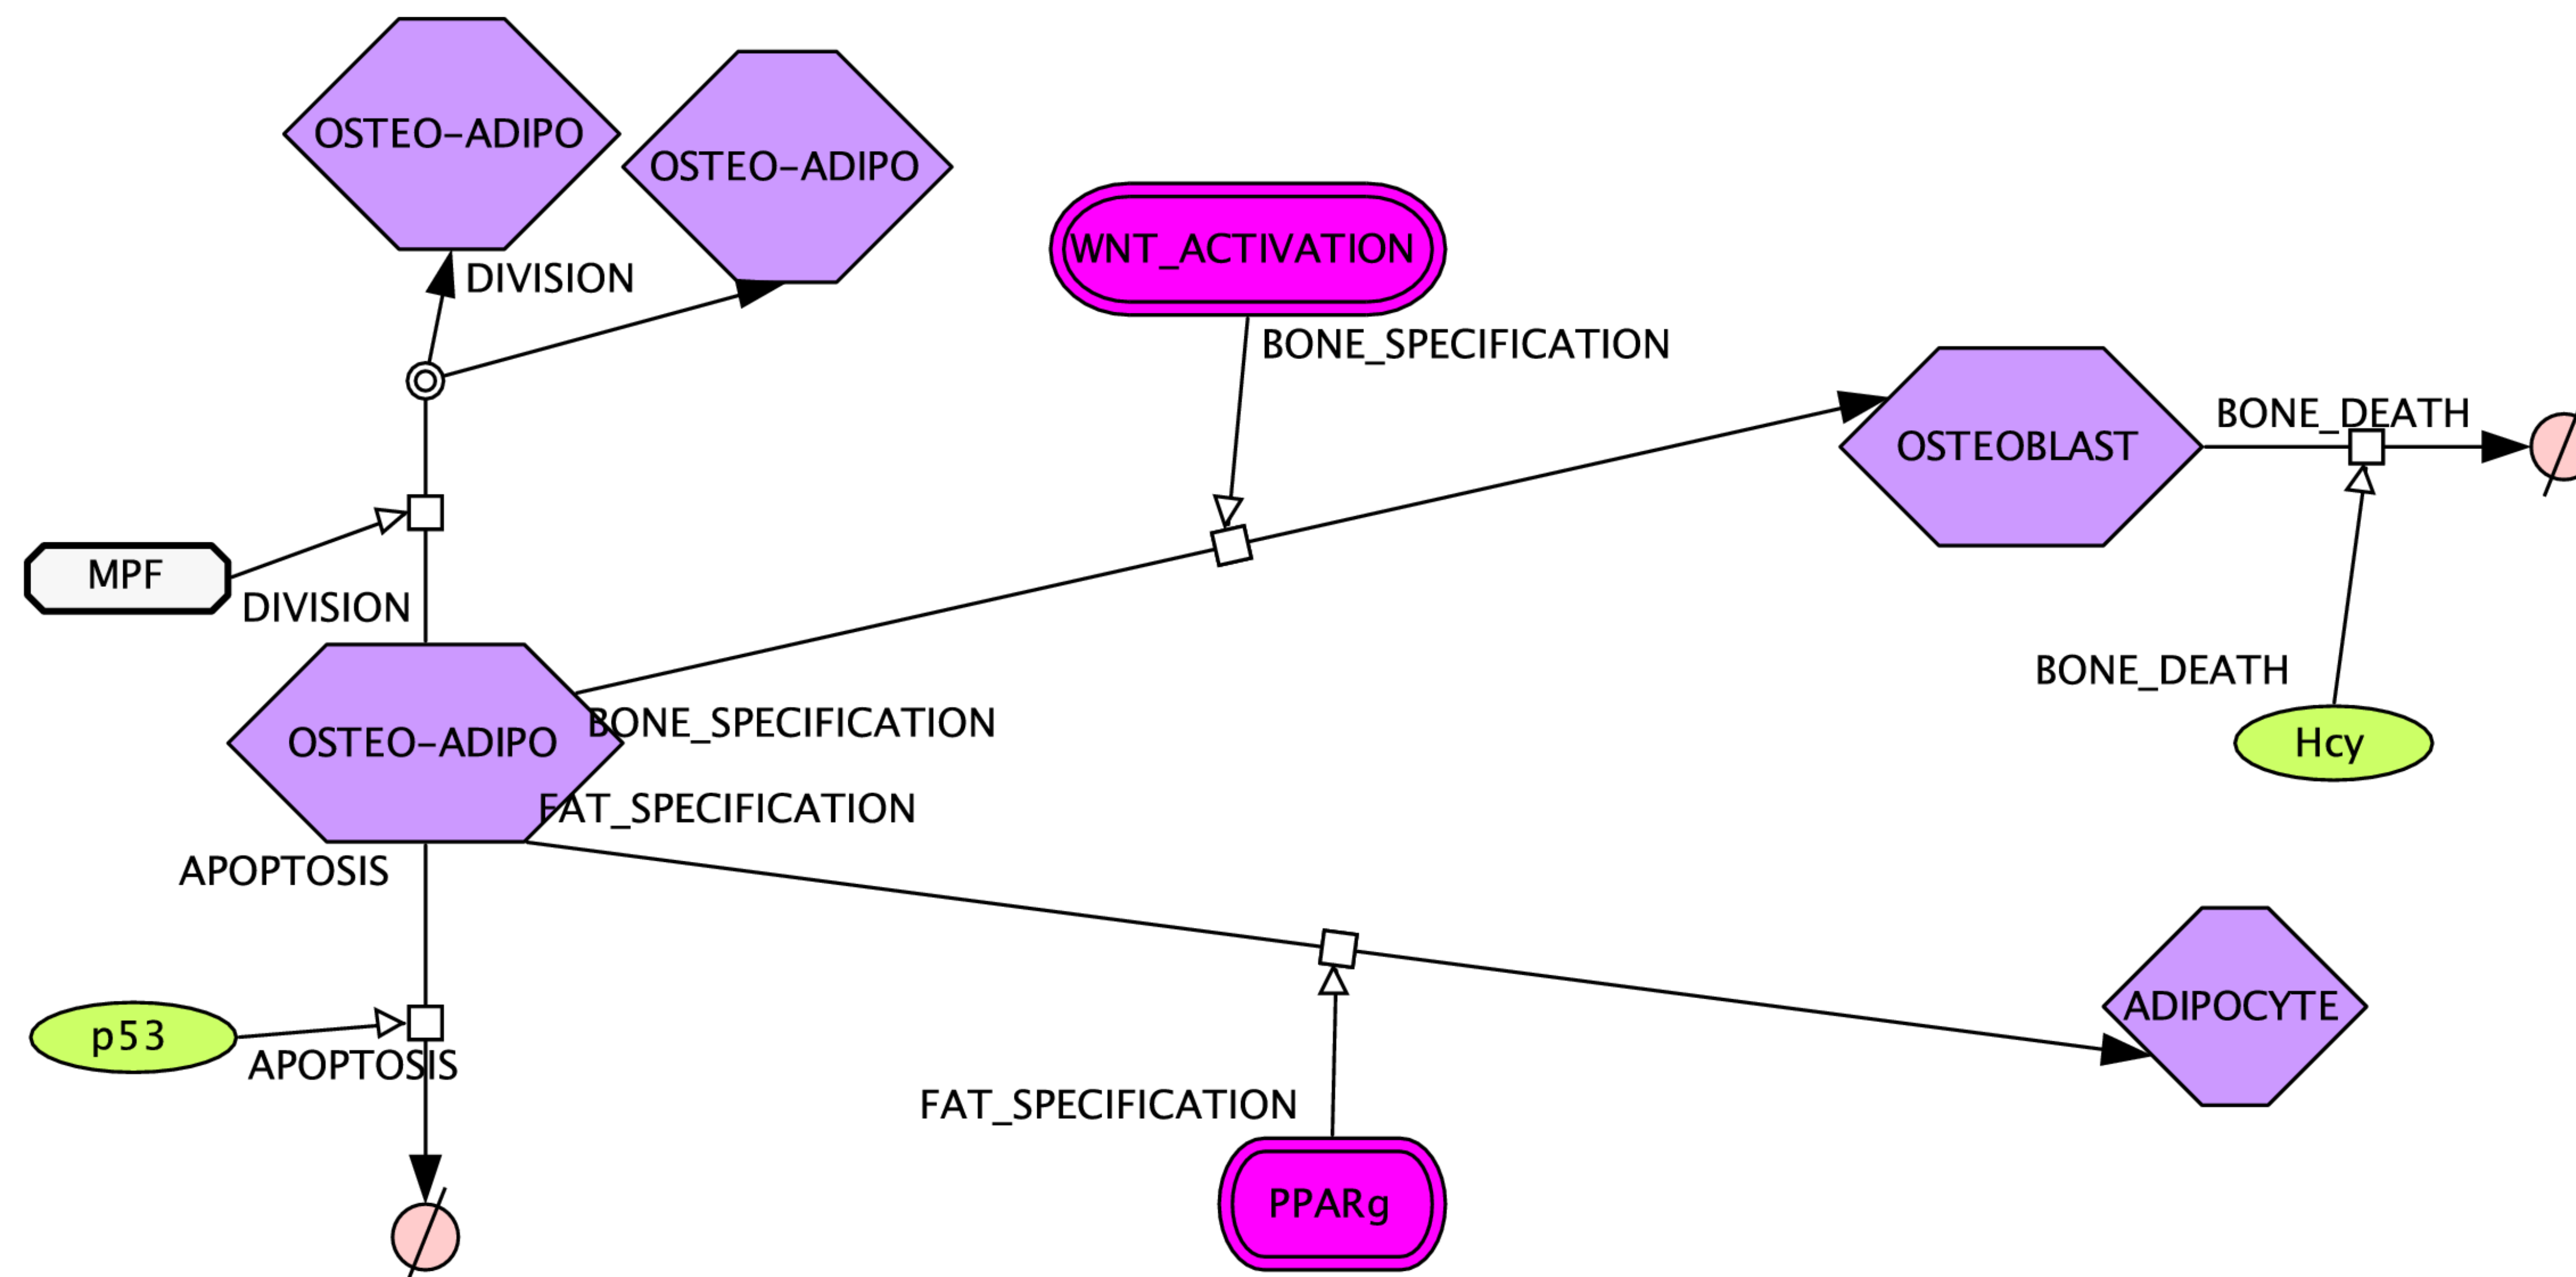 OSTEO-ADIPO
OSTEO-ADIPO
WNT_ACTIVATION
DIVISION
BONE_SPECIFICATION
BONE_DEATH
OSTEOBLAST
MPF
DIVISION
BONE_DEATH
BONE_SPECIFICATION
OSTEO-ADIPO
Hcy
FAT_SPECIFICATION
APOPTOSIS
ADIPOCYTE
p53
APOPTOSIS
FAT_SPECIFICATION
PPARg